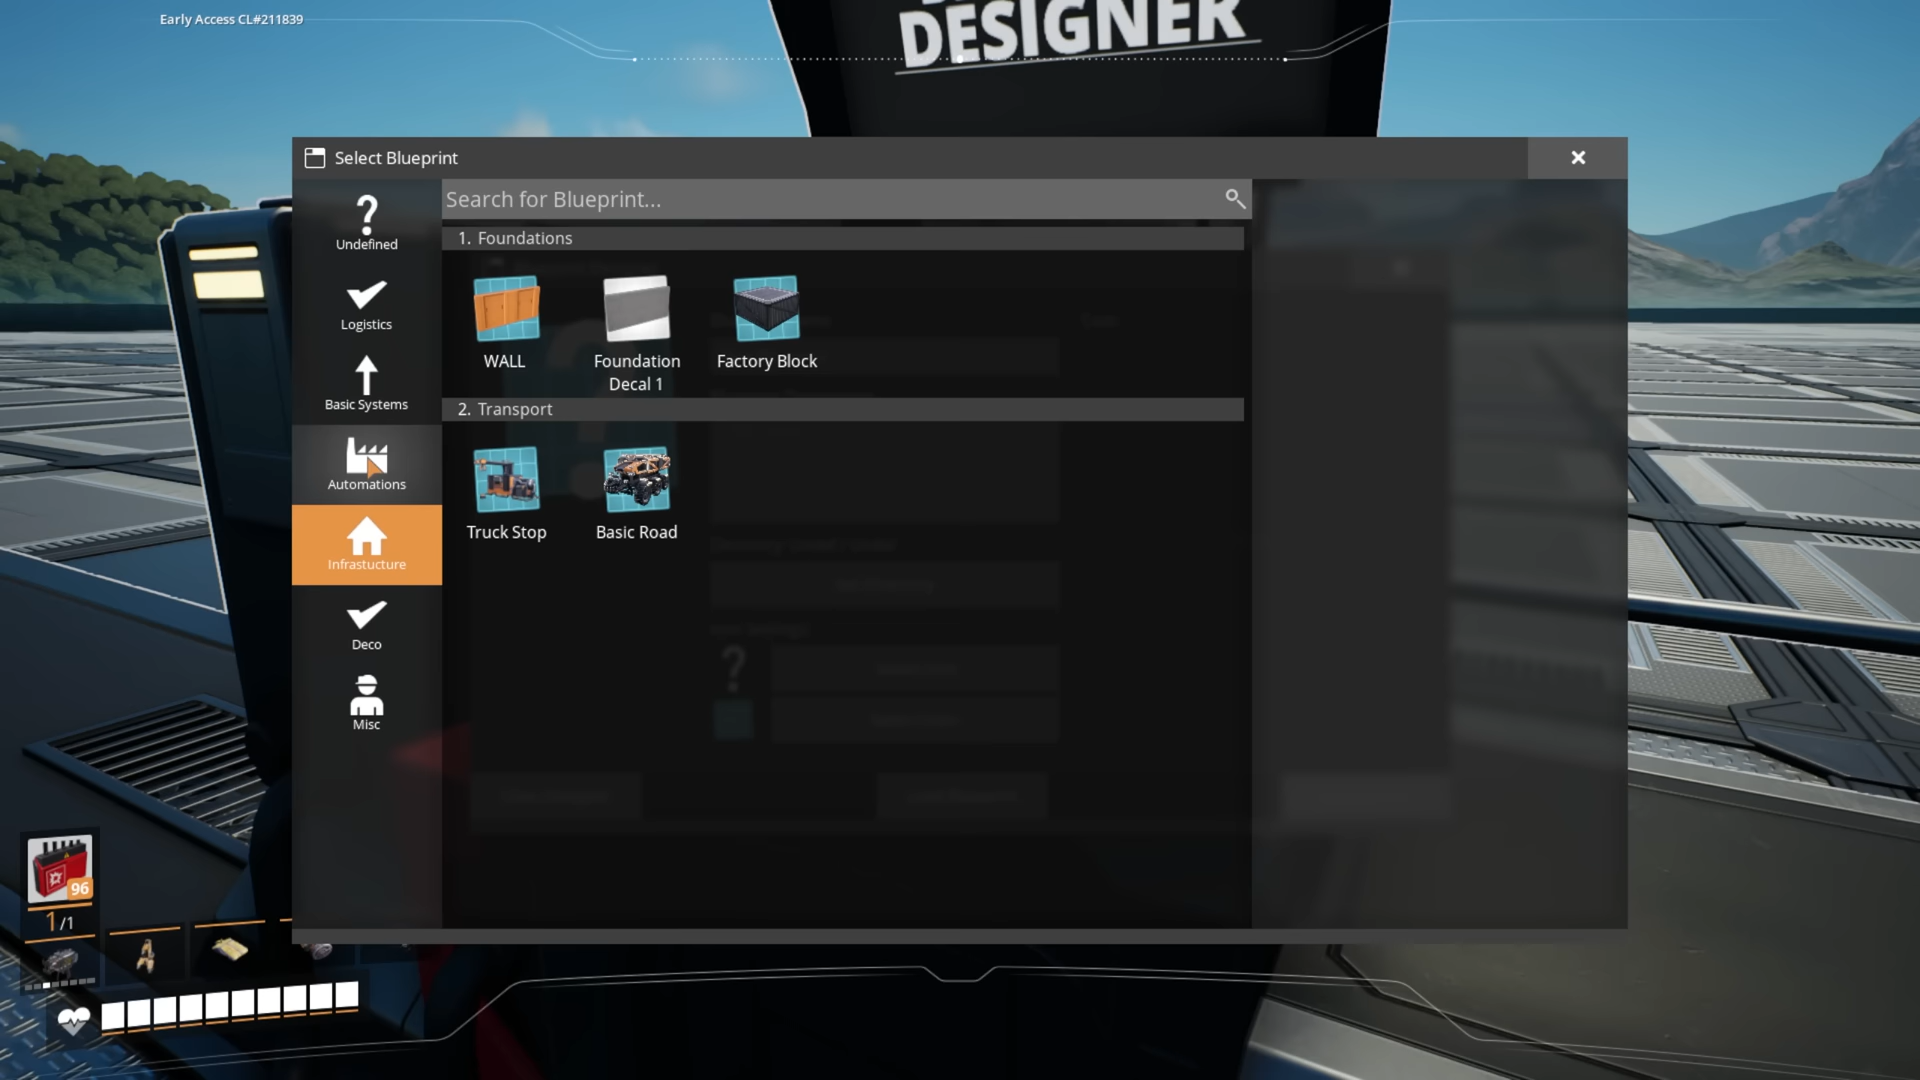 Early Access CL#211839
DESIGNER
Select Blueprint
Search for Blueprint...
Undefined
Logistics
Basic Systems
Automations
Infrastucture
Deco
Misc
1. Foundations
WALL
Foundation
Decal 1
Factory Block
2. Transport
Truck Stop
Basic Road
96
1/1